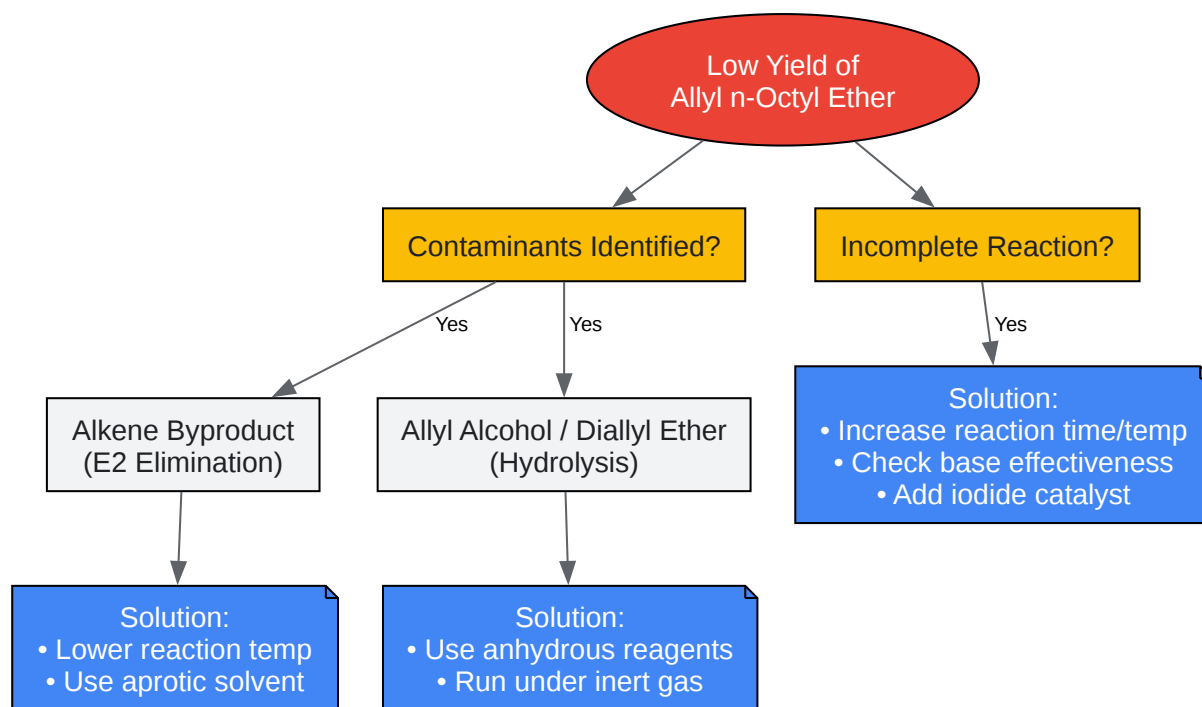 Low Yield of
Allyl n-Octyl Ether
Contaminants Identified?
Incomplete Reaction?
Yes
Yes
Yes
Alkene Byproduct
(E2 Elimination)
Allyl Alcohol / Diallyl Ether
(Hydrolysis)
Solution:
• Increase reaction time/temp
• Check base effectiveness
• Add iodide catalyst
Solution:
• Lower reaction temp
• Use aprotic solvent
Solution:
• Use anhydrous reagents
• Run under inert gas